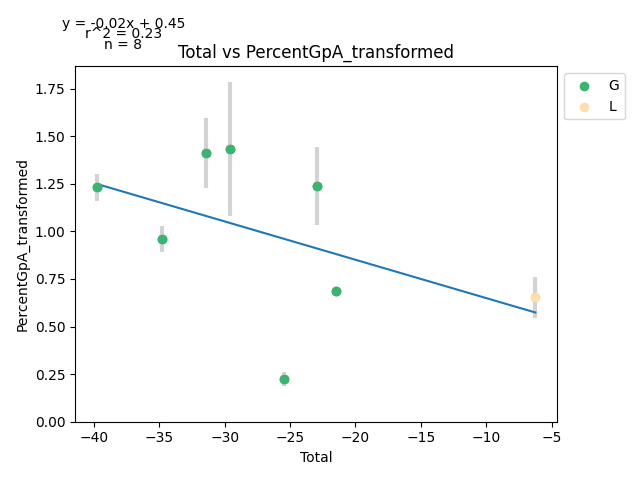 y = -0.02x + 0.45
r^2 = 0.23
n = 8
Total vs PercentGpA_transformed
G
L
PercentGpA_transformed
1.75
1.50
1.25
1.00
0.75
0.50
0.25
0.00
−40
−35
−30
−25
−20
−15
−10
−5
Total